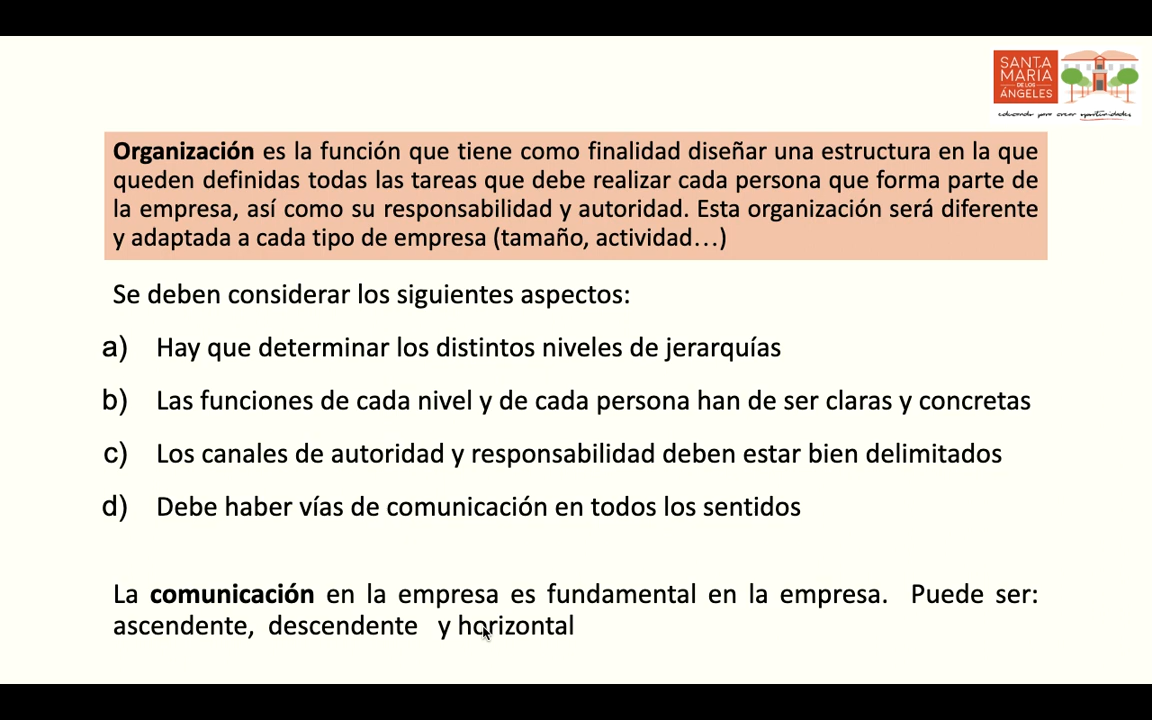 SANTA
MARIA
DE LOS
ÁNGELES
educando para crear oportunidades
Organización es la función que tiene como finalidad diseñar una estructura en la que
queden definidas todas las tareas que debe realizar cada persona que forma parte de
la empresa, así como su responsabilidad y autoridad. Esta organización será diferente
y adaptada a cada tipo de empresa (tamaño, actividad…)
Se deben considerar los siguientes aspectos:
a) Hay que determinar los distintos niveles de jerarquías
b) Las funciones de cada nivel y de cada persona han de ser claras y concretas
c) Los canales de autoridad y responsabilidad deben estar bien delimitados
d) Debe haber vías de comunicación en todos los sentidos
La comunicación en la empresa es fundamental en la empresa. Puede ser:
ascendente, descendente y horizontal